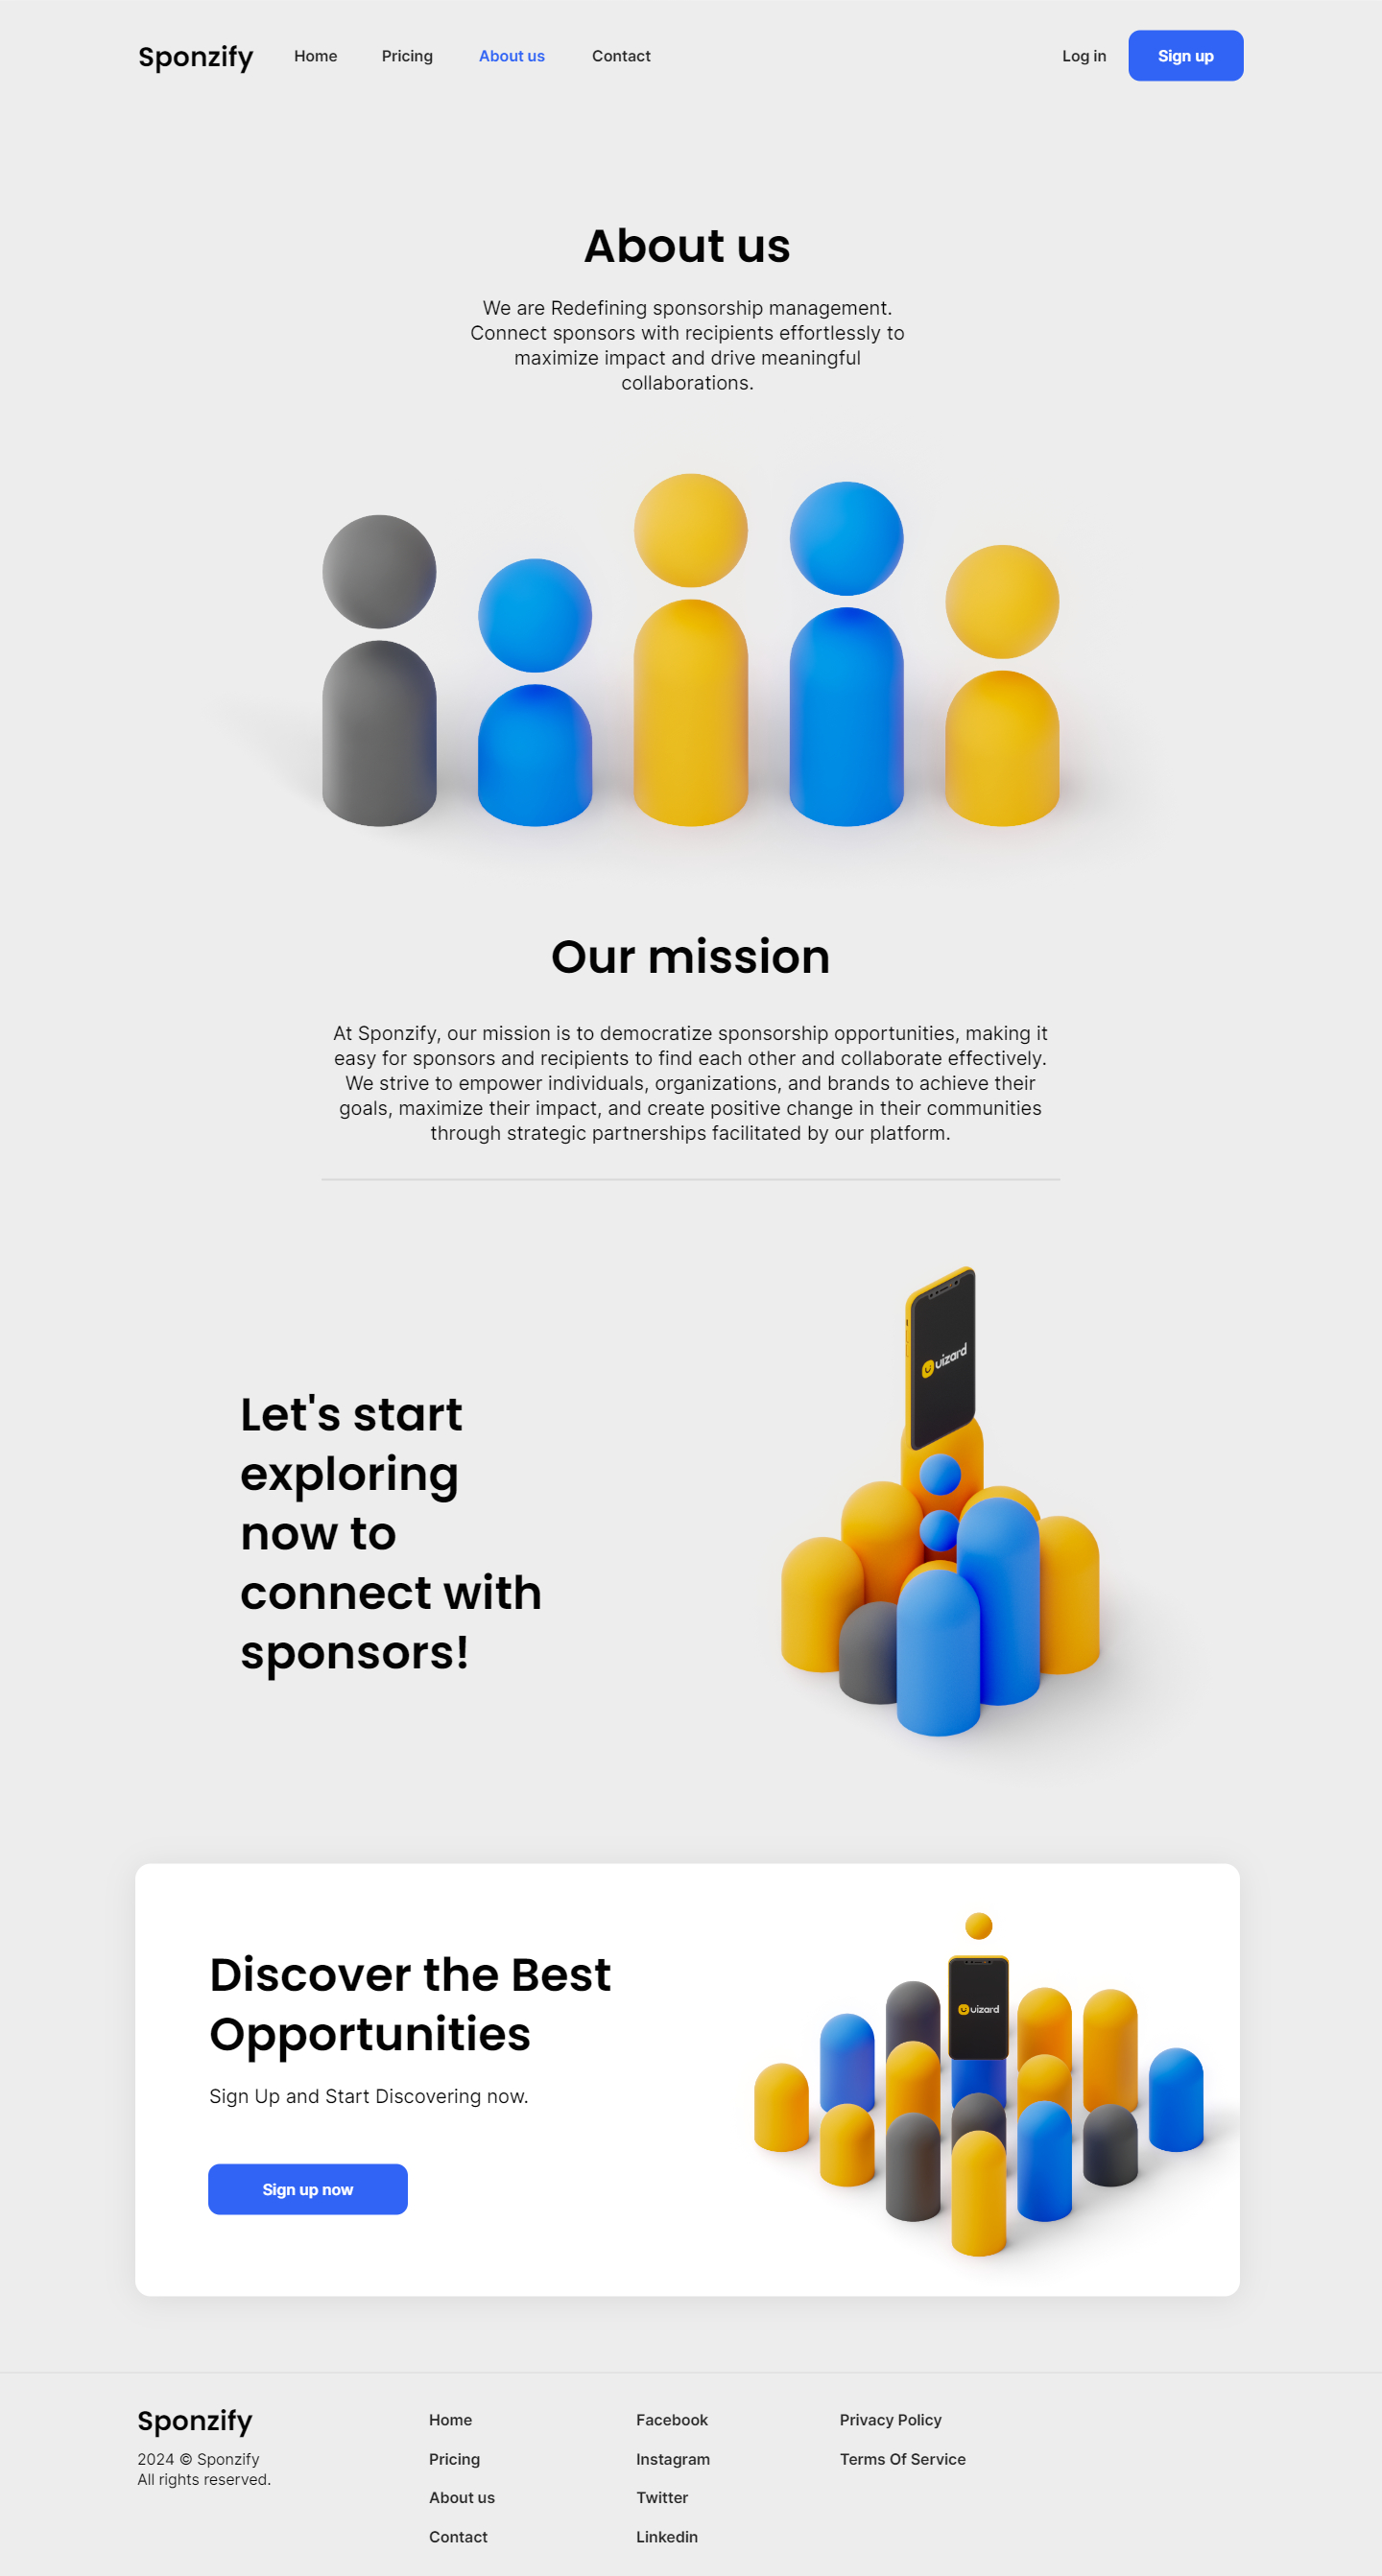 Sponzify Home Pricing About us Contact Log in Sign up
About us
We are Redefining sponsorship management.
Connect sponsors with recipients effortlessly to
maximize impact and drive meaningful
collaborations.
Our mission
At Sponzify, our mission is to democratize sponsorship opportunities, making it
easy for sponsors and recipients to find each other and collaborate effectively.
We strive to empower individuals, organizations, and brands to achieve their
goals, maximize their impact, and create positive change in their communities
through strategic partnerships facilitated by our platform.
uizard
Let's start
exploring
now to
connect with
sponsors!
Discover the Best
Opportunities
Sign Up and Start Discovering now.
Sign up now
uizard
Sponzify
2024 © Sponzify
All rights reserved.
Home
Pricing
About us
Contact
Facebook
Instagram
Twitter
Linkedin
Privacy Policy
Terms Of Service